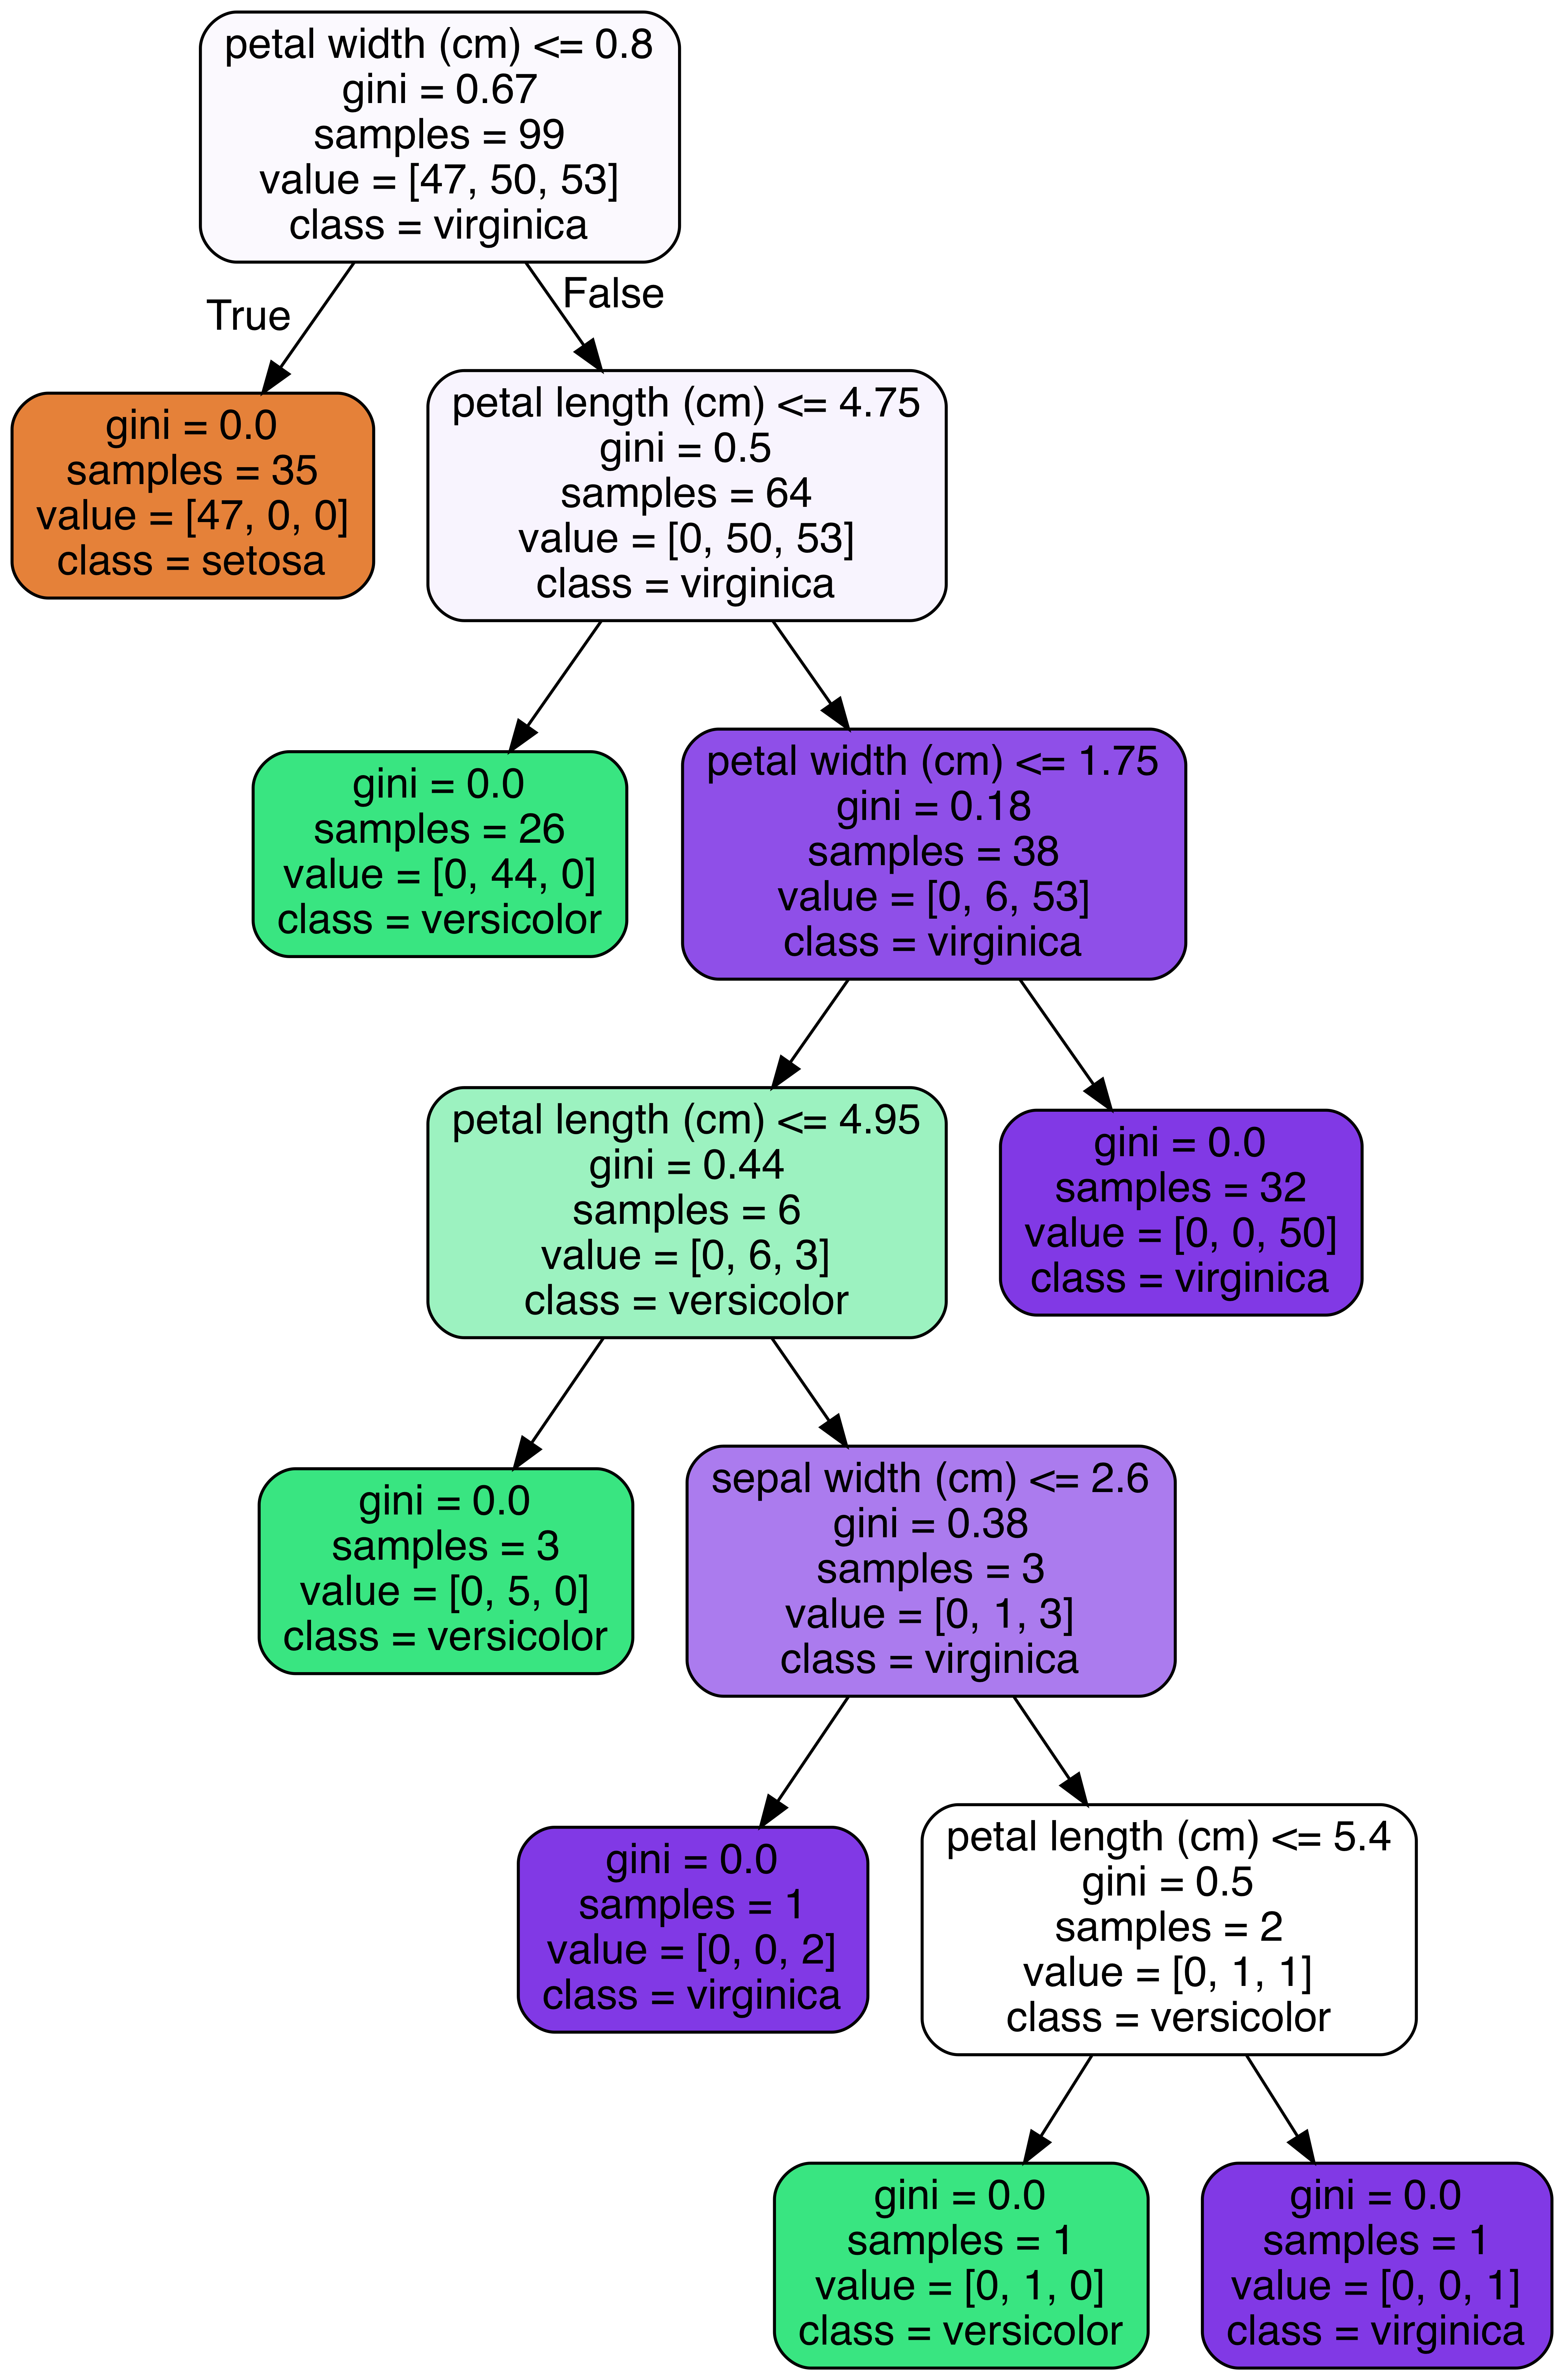 petal width (cm) <= 0.8
gini = 0.67
samples = 99
value = [47, 50, 53]
class = virginica
True
False
gini = 0.0
samples = 35
value = [47, 0, 0]
class = setosa
petal length (cm) <= 4.75
gini = 0.5
samples = 64
value = [0, 50, 53]
class = virginica
gini = 0.0
samples = 26
value = [0, 44, 0]
class = versicolor
petal width (cm) <= 1.75
gini = 0.18
samples = 38
value = [0, 6, 53]
class = virginica
petal length (cm) <= 4.95
gini = 0.44
samples = 6
value = [0, 6, 3]
class = versicolor
gini = 0.0
samples = 32
value = [0, 0, 50]
class = virginica
gini = 0.0
samples = 3
value = [0, 5, 0]
class = versicolor
sepal width (cm) <= 2.6
gini = 0.38
samples = 3
value = [0, 1, 3]
class = virginica
gini = 0.0
samples = 1
value = [0, 0, 2]
class = virginica
petal length (cm) <= 5.4
gini = 0.5
samples = 2
value = [0, 1, 1]
class = versicolor
gini = 0.0
samples = 1
value = [0, 1, 0]
class = versicolor
gini = 0.0
samples = 1
value = [0, 0, 1]
class = virginica